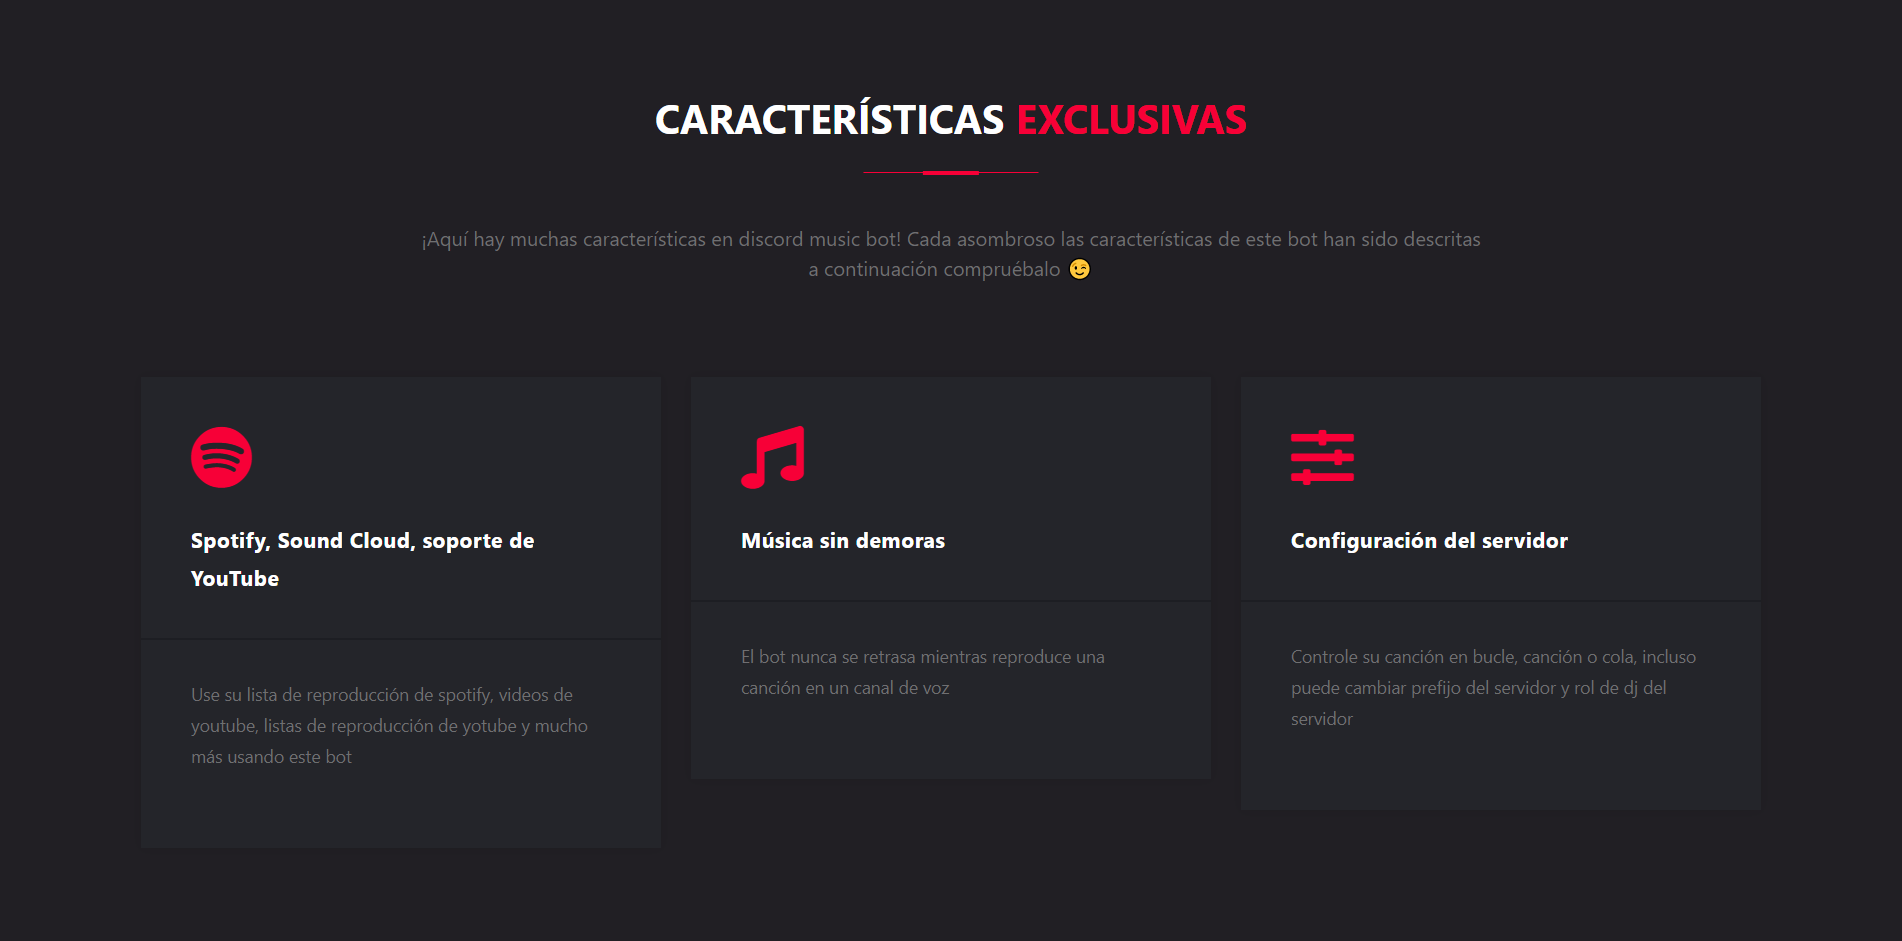 CARACTERÍSTICAS EXCLUSIVAS
¡Aquí hay muchas características en discord music bot! Cada asombroso las características de este bot han sido descritas
a continuación compruébalo 😉
Spotify, Sound Cloud, soporte de
YouTube
Use su lista de reproducción de spotify, videos de
youtube, listas de reproducción de yotube y mucho
más usando este bot
Música sin demoras
El bot nunca se retrasa mientras reproduce una
canción en un canal de voz
Configuración del servidor
Controle su canción en bucle, canción o cola, incluso
puede cambiar prefijo del servidor y rol de dj del
servidor